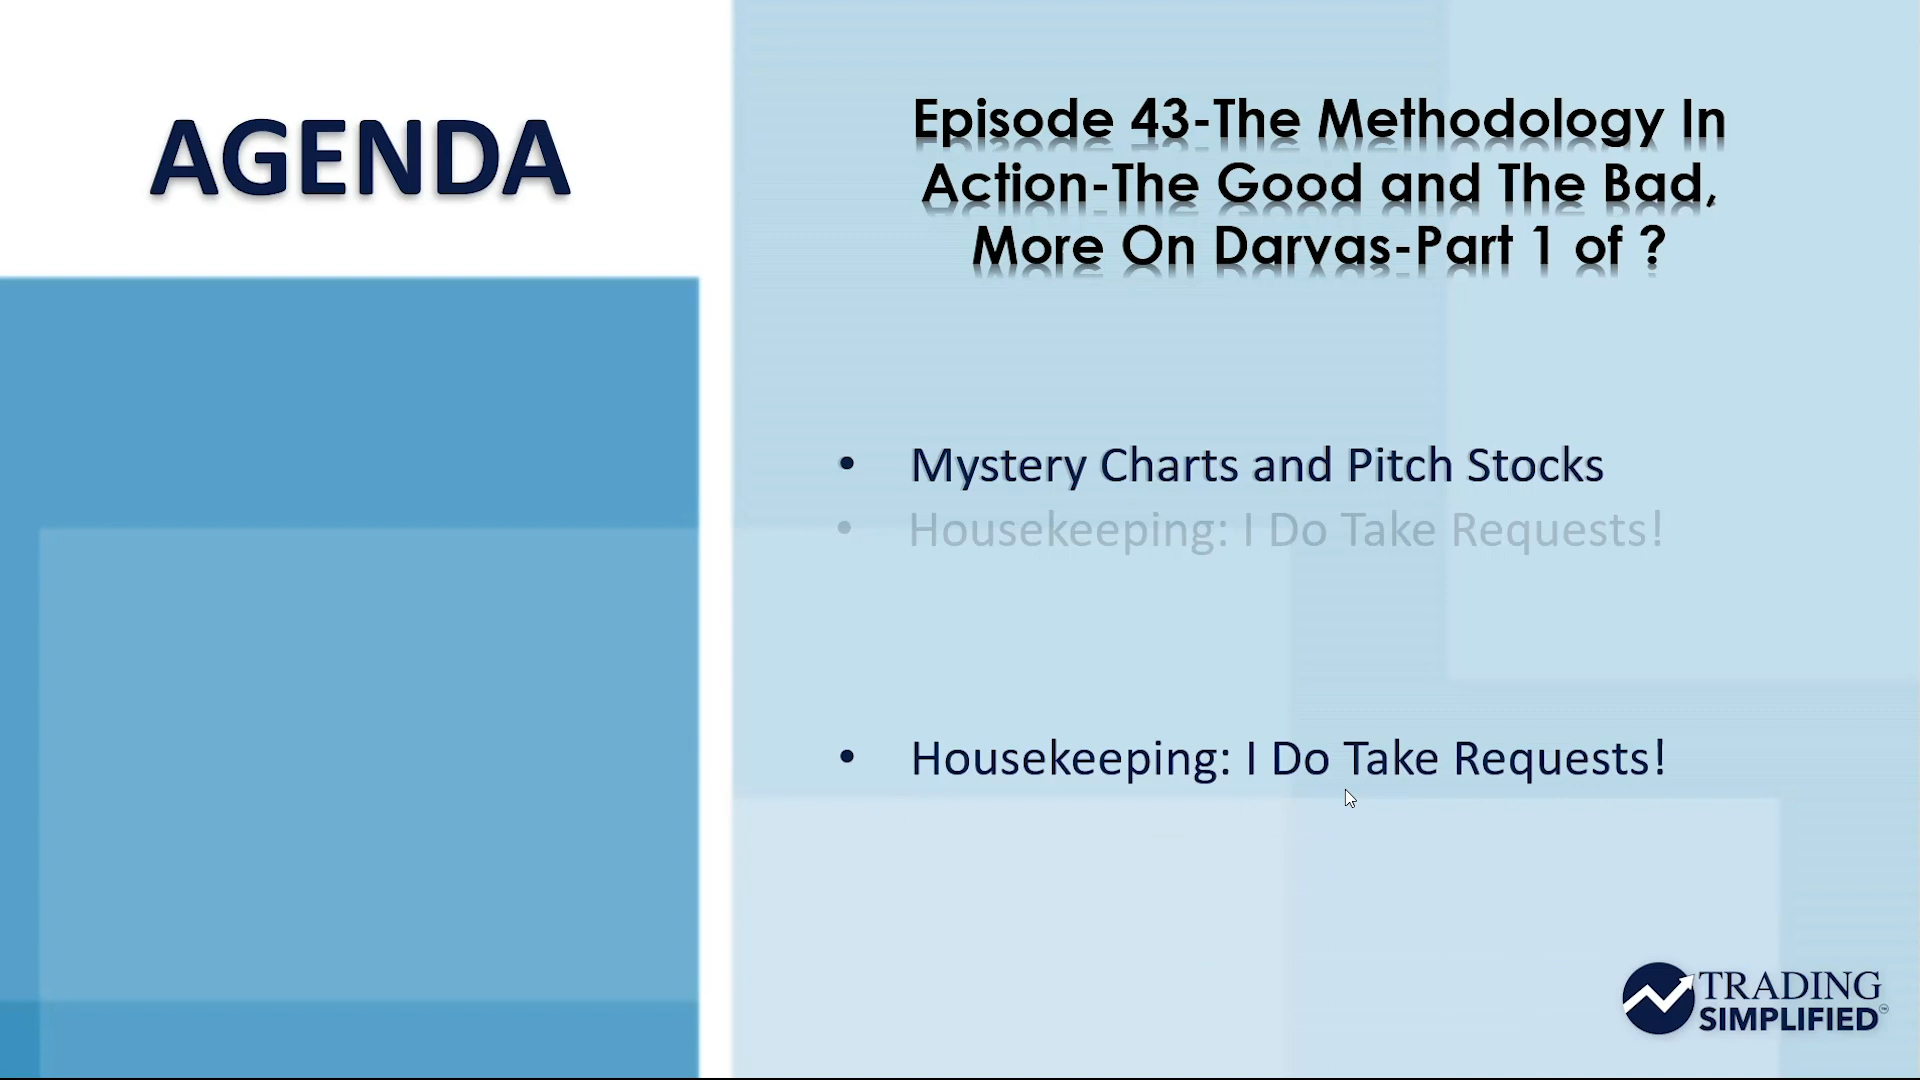 AGENDA
Episode 43-The Methodology In
Action-The Good and The Bad,
More On Darvas-Part 1 of ?
• Mystery Charts and Pitch Stocks
• Housekeeping: I Do Take Requests!
• Housekeeping: I Do Take Requests!
TRADING
SIMPLIFIED™